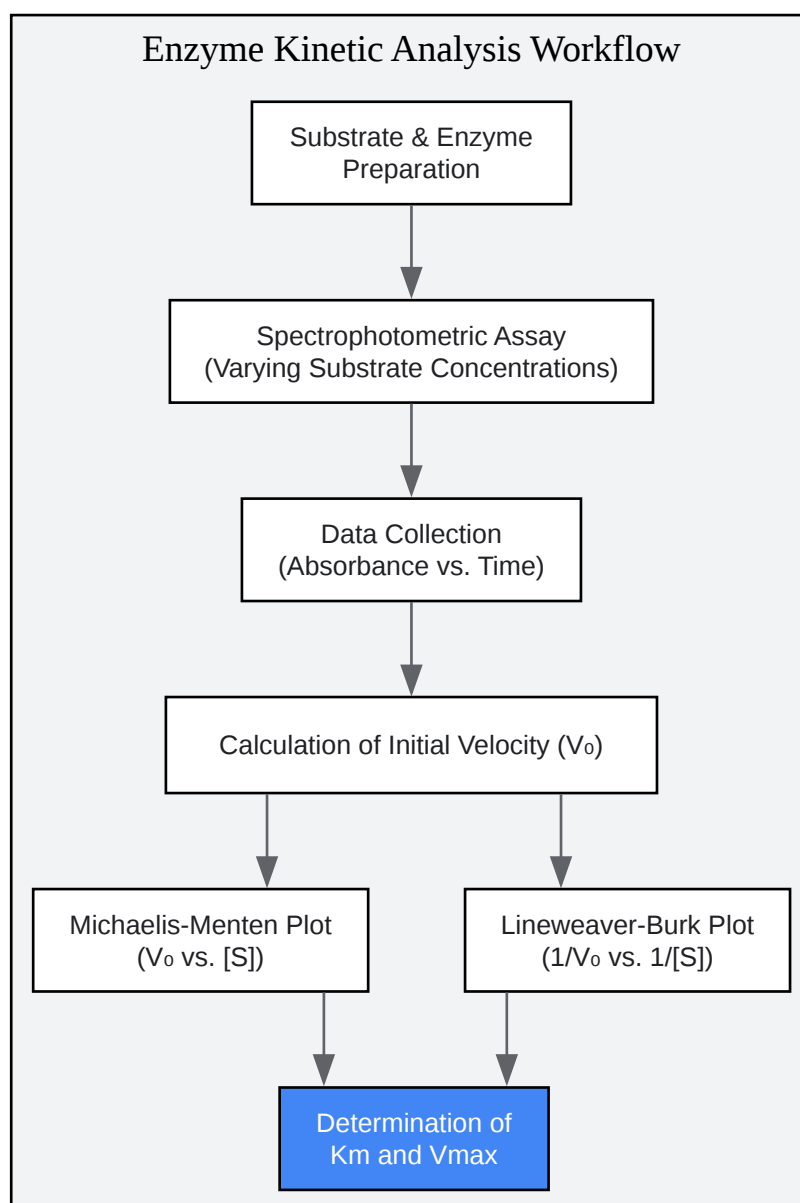 Enzyme Kinetic Analysis Workflow
Substrate & Enzyme
Preparation
Spectrophotometric Assay
(Varying Substrate Concentrations)
Data Collection
(Absorbance vs. Time)
Calculation of Initial Velocity (V₀)
Michaelis-Menten Plot
(V₀ vs. [S])
Lineweaver-Burk Plot
(1/V₀ vs. 1/[S])
Determination of
Km and Vmax